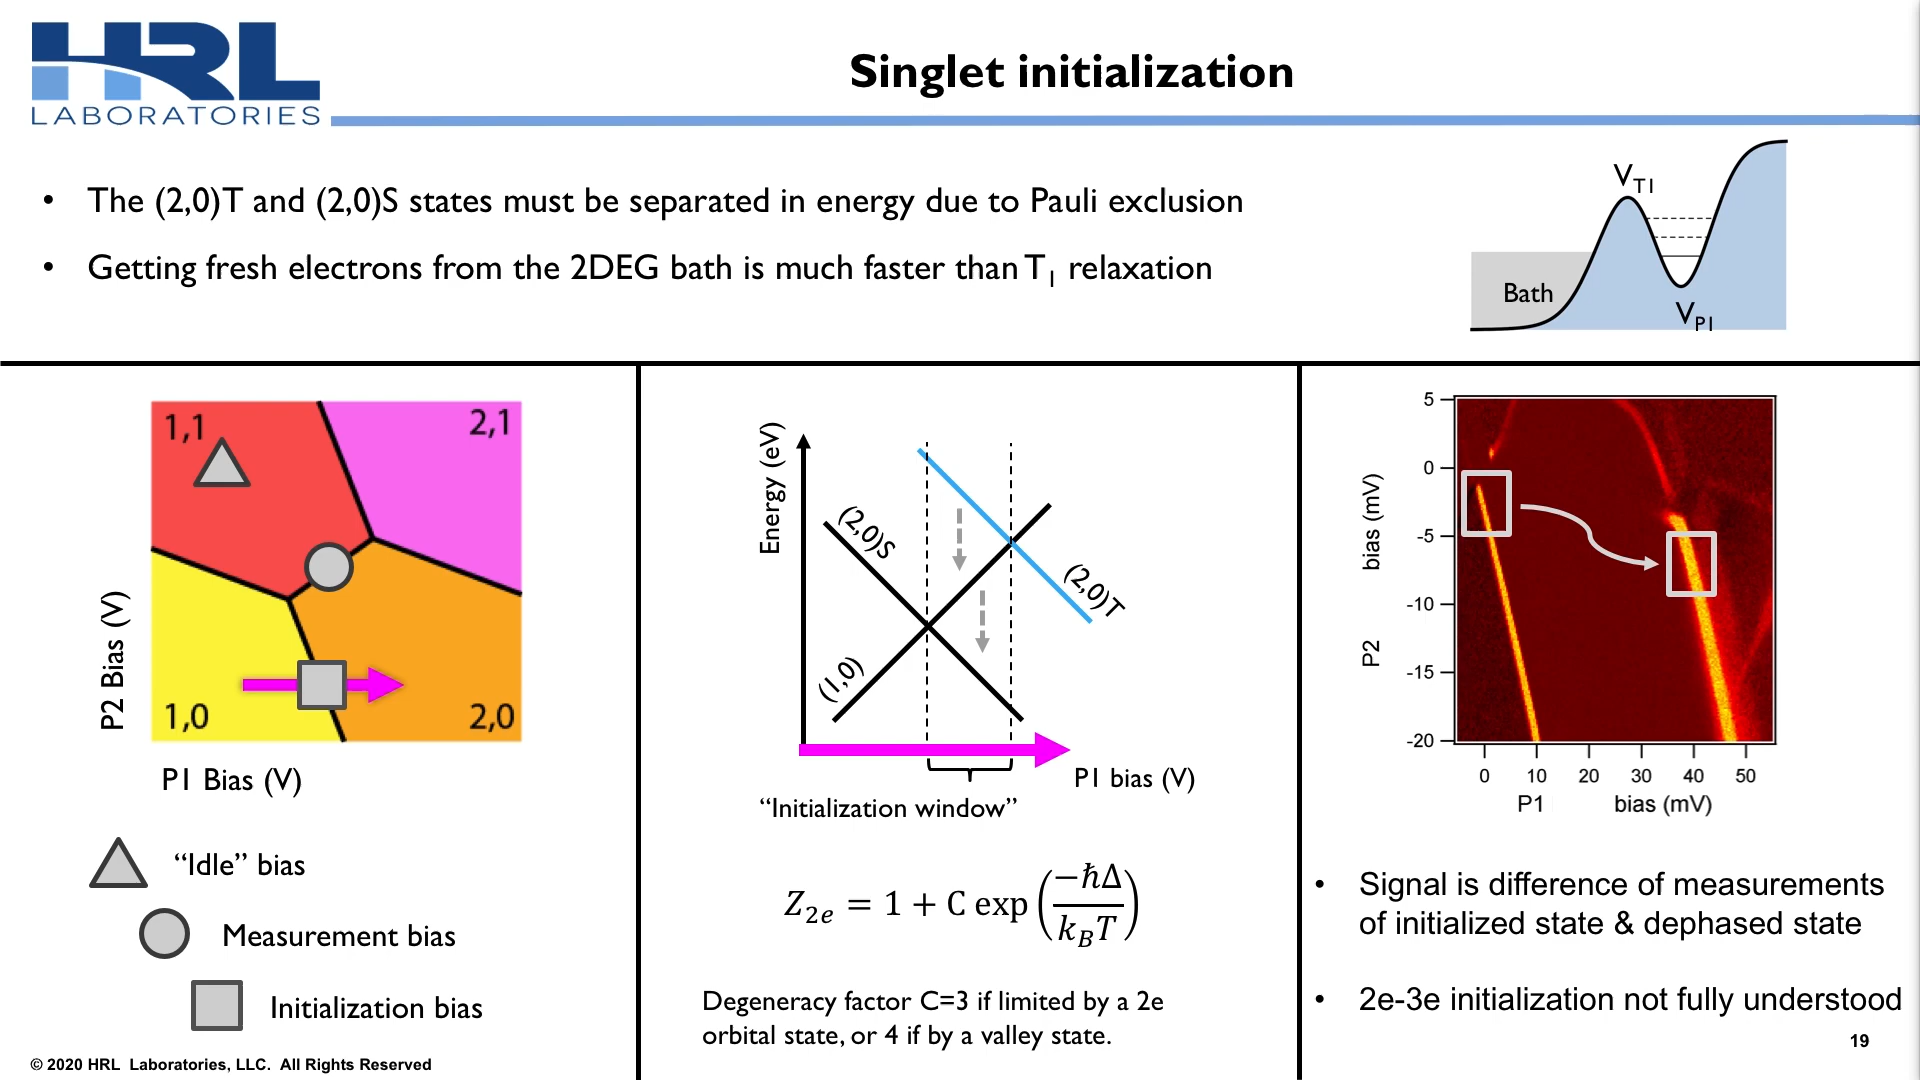 HRL
LABORATORIES
Singlet initialization
• The (2,0)T and (2,0)S states must be separated in energy due to Pauli exclusion
• Getting fresh electrons from the 2DEG bath is much faster than T₁ relaxation
V_T1
Bath
V_P1
1,1
2,1
1,0
2,0
P2 Bias (V)
P1 Bias (V)
"Idle" bias
Measurement bias
Initialization bias
Energy (eV)
(2,0)S
(2,0)T
(1,0)
P1 bias (V)
“Initialization window”
Z_{2e} = 1 + C exp(−ℏΔ / k_B T)
Degeneracy factor C=3 if limited by a 2e
orbital state, or 4 if by a valley state.
P2 bias (mV)
5
0
-5
-10
-15
-20
0 10 20 30 40 50
P1 bias (mV)
• Signal is difference of measurements
of initialized state & dephased state
• 2e-3e initialization not fully understood
19
© 2020 HRL Laboratories, LLC. All Rights Reserved